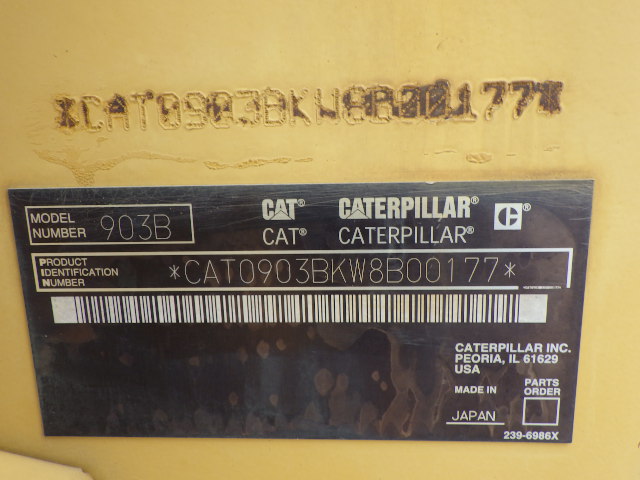 *CAT0903BKW8B00177*
MODEL NUMBER 903B
CAT® CATERPILLAR® C®
CAT® CATERPILLAR®
PRODUCT IDENTIFICATION NUMBER *CAT0903BKW8B00177*
CATERPILLAR INC.
PEORIA, IL 61629
USA
MADE IN
PARTS ORDER
JAPAN
239-6986X